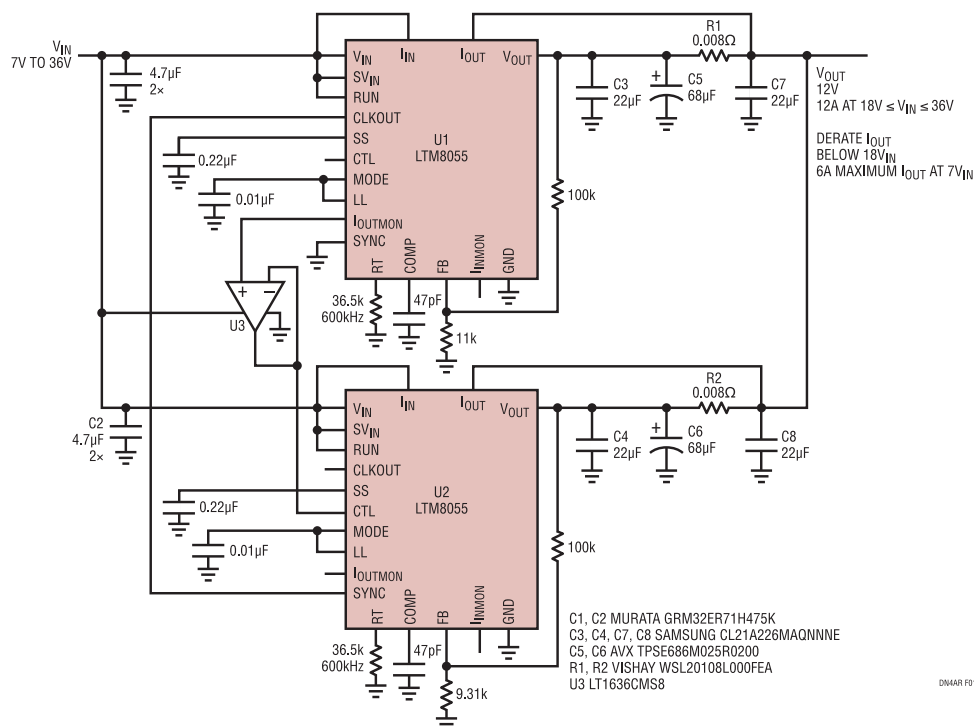 VIN
7V TO 36V
4.7µF
2×
0.22µF
0.01µF
VIN
SVIN
RUN
CLKOUT
SS
CTL
MODE
LL
IOUTMON
SYNC
IIN
IOUT
VOUT
U1
LTM8055
RT
COMP
FB
IINMON
GND
36.5k
600kHz
47pF
11k
100k
C3
22µF
+
C5
68µF
R1
0.008Ω
C7
22µF
VOUT
12V
12A AT 18V ≤ VIN ≤ 36V
DERATE IOUT
BELOW 18VIN
6A MAXIMUM IOUT AT 7VIN
+ −
U3
C2
4.7µF
2×
0.22µF
0.01µF
VIN
SVIN
RUN
CLKOUT
SS
CTL
MODE
LL
IOUTMON
SYNC
IIN
IOUT
VOUT
U2
LTM8055
RT
COMP
FB
IINMON
GND
36.5k
600kHz
47pF
9.31k
100k
C4
22µF
+
C6
68µF
R2
0.008Ω
C8
22µF
C1, C2 MURATA GRM32ER71H475K
C3, C4, C7, C8 SAMSUNG CL21A226MAQNNNE
C5, C6 AVX TPSE686M025R0200
R1, R2 VISHAY WSL20108L000FEA
U3 LT1636CMS8